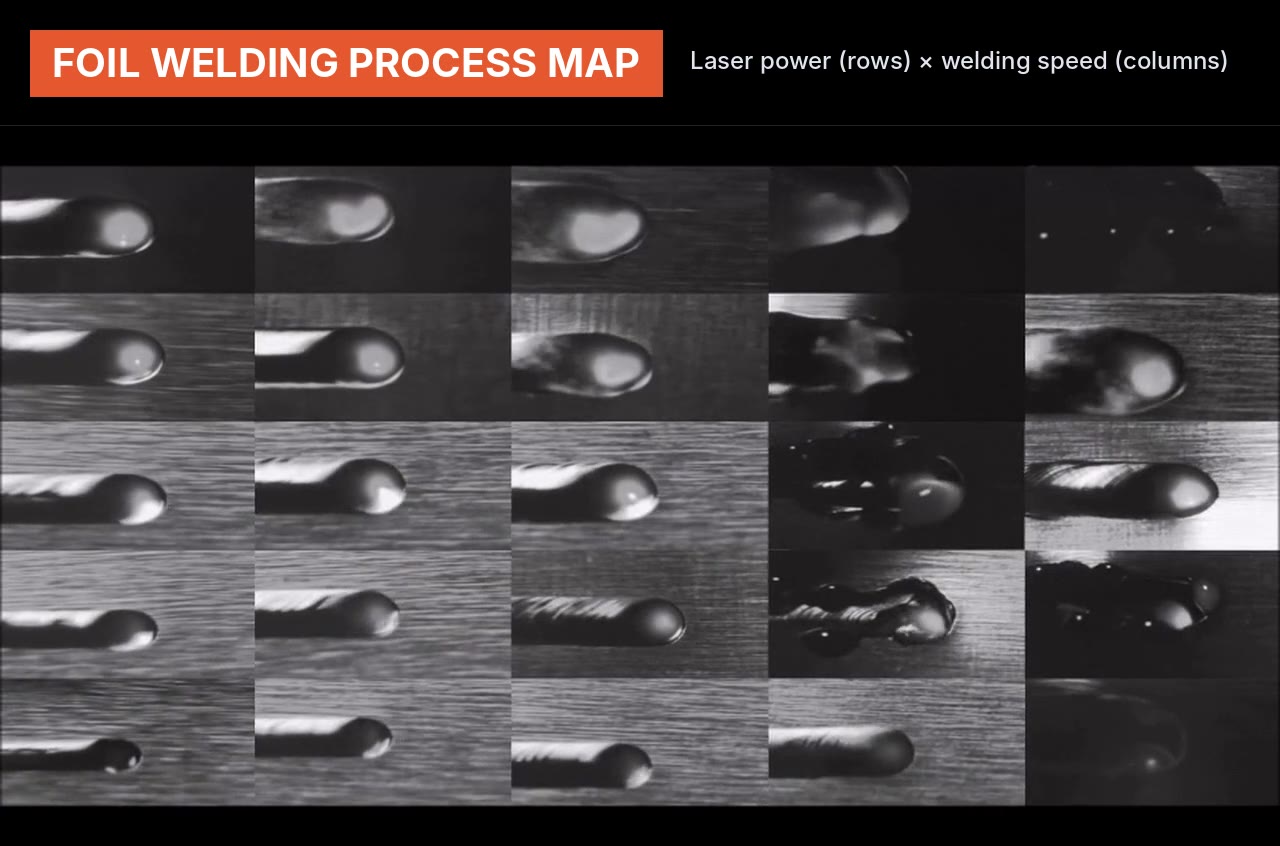 FOIL WELDING PROCESS MAP
Laser power (rows) × welding speed (columns)